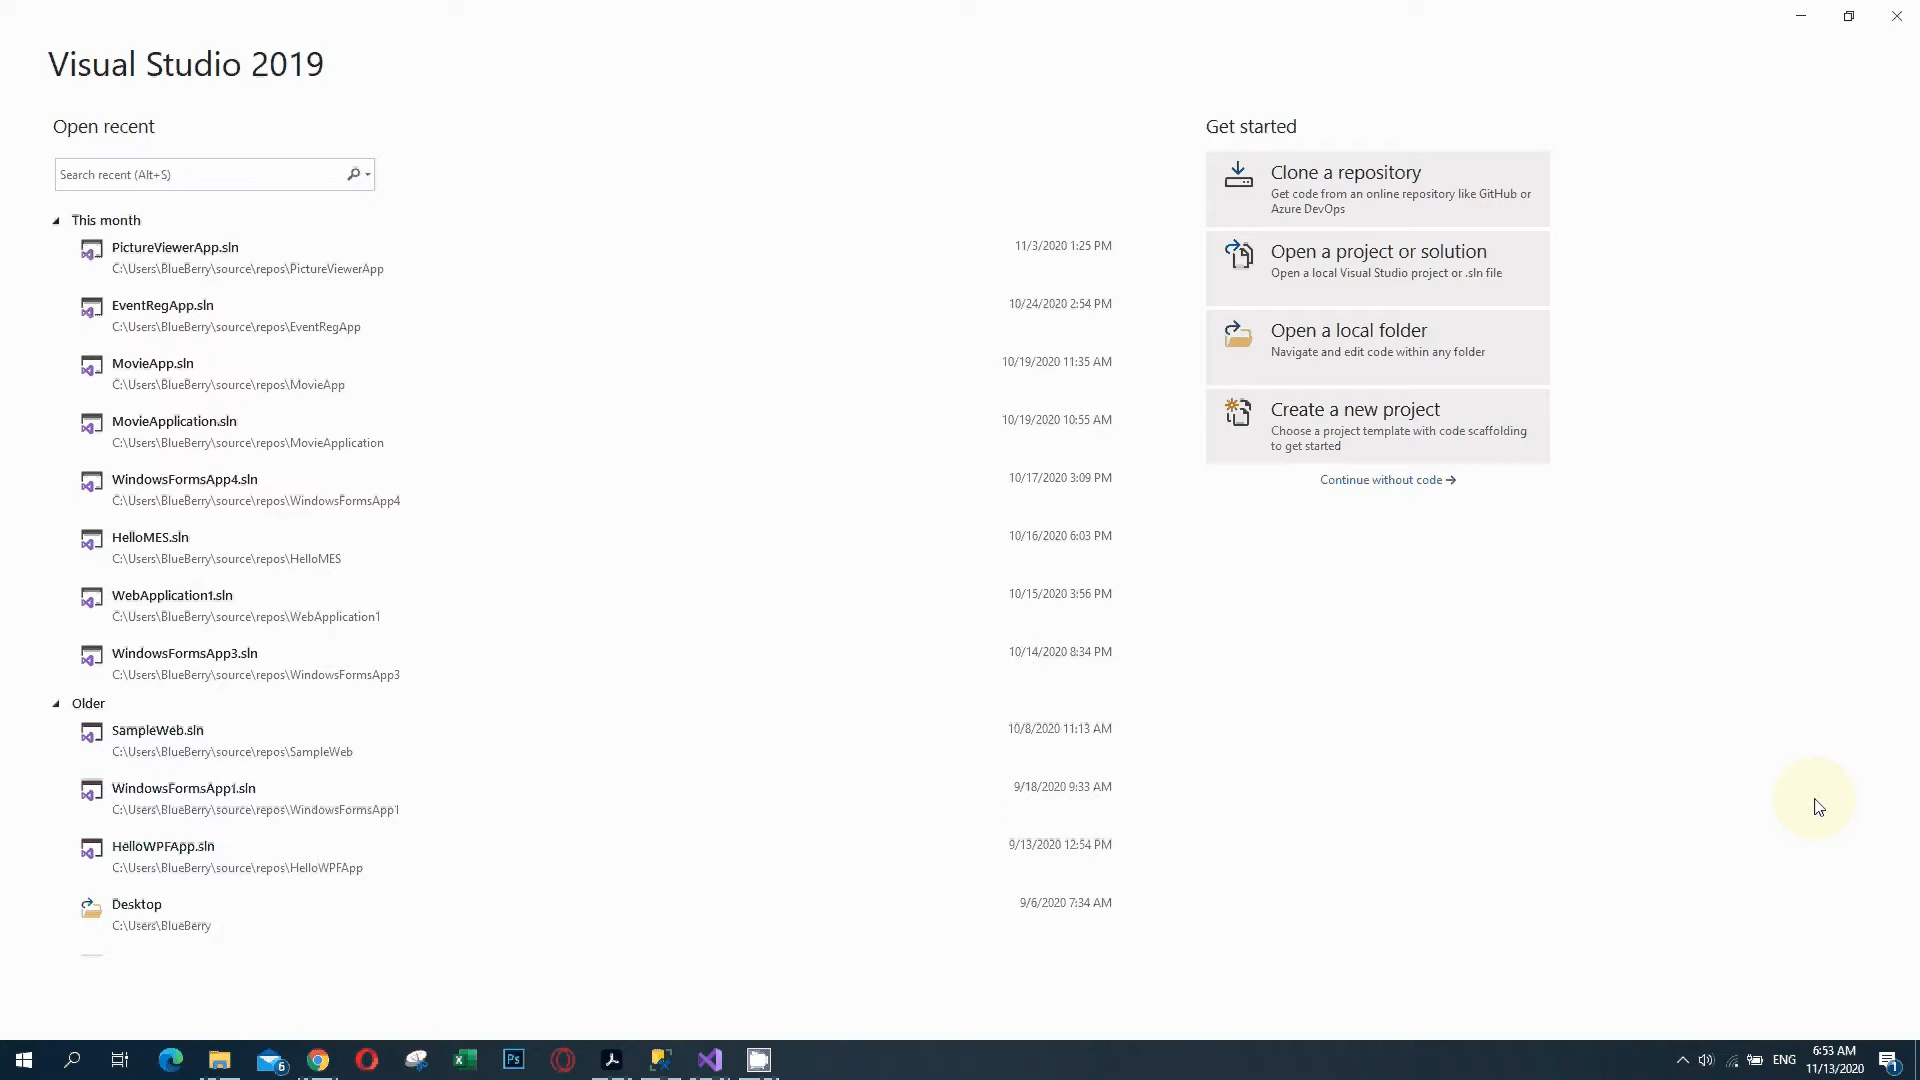 Visual Studio 2019
Open recent
Search recent (Alt+S)
This month
PictureViewerApp.sln
11/3/2020 1:25 PM
C:\Users\BlueBerry\source\repos\PictureViewerApp
EventRegApp.sln
10/24/2020 2:54 PM
C:\Users\BlueBerry\source\repos\EventRegApp
MovieApp.sln
10/19/2020 11:35 AM
C:\Users\BlueBerry\source\repos\MovieApp
MovieApplication.sln
10/19/2020 10:55 AM
C:\Users\BlueBerry\source\repos\MovieApplication
WindowsFormsApp4.sln
10/17/2020 3:09 PM
C:\Users\BlueBerry\source\repos\WindowsFormsApp4
HelloMES.sln
10/16/2020 6:03 PM
C:\Users\BlueBerry\source\repos\HelloMES
WebApplication1.sln
10/15/2020 3:56 PM
C:\Users\BlueBerry\source\repos\WebApplication1
WindowsFormsApp3.sln
10/14/2020 8:34 PM
C:\Users\BlueBerry\source\repos\WindowsFormsApp3
Older
SampleWeb.sln
10/8/2020 11:13 AM
C:\Users\BlueBerry\source\repos\SampleWeb
WindowsFormsApp1.sln
9/18/2020 9:33 AM
C:\Users\BlueBerry\source\repos\WindowsFormsApp1
HelloWPFApp.sln
9/13/2020 12:54 PM
C:\Users\BlueBerry\source\repos\HelloWPFApp
Desktop
9/6/2020 7:34 AM
C:\Users\BlueBerry
Get started
Clone a repository
Get code from an online repository like GitHub or
Azure DevOps
Open a project or solution
Open a local Visual Studio project or .sln file
Open a local folder
Navigate and edit code within any folder
Create a new project
Choose a project template with code scaffolding
to get started
Continue without code →
6
Ps
ENG
6:53 AM
11/13/2020
1